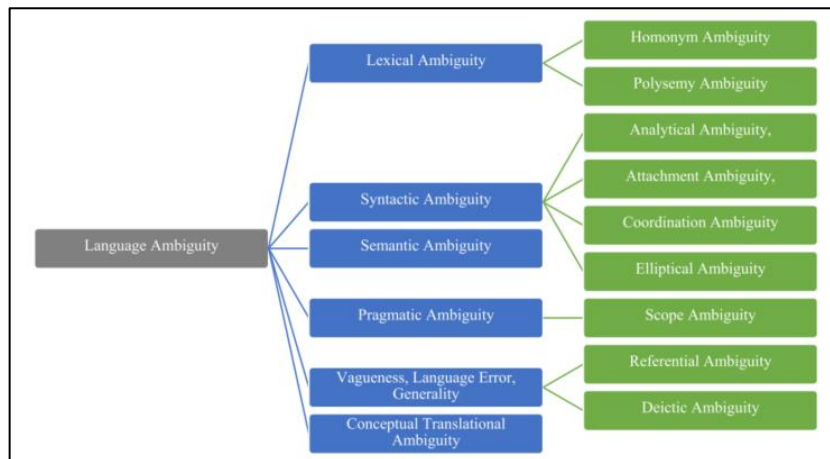 Language Ambiguity
Lexical Ambiguity
Homonym Ambiguity
Polysemy Ambiguity
Syntactic Ambiguity
Analytical Ambiguity,
Attachment Ambiguity,
Coordination Ambiguity
Elliptical Ambiguity
Semantic Ambiguity
Pragmatic Ambiguity
Scope Ambiguity
Vagueness, Language Error,
Generality
Referential Ambiguity
Deictic Ambiguity
Conceptual Translational
Ambiguity